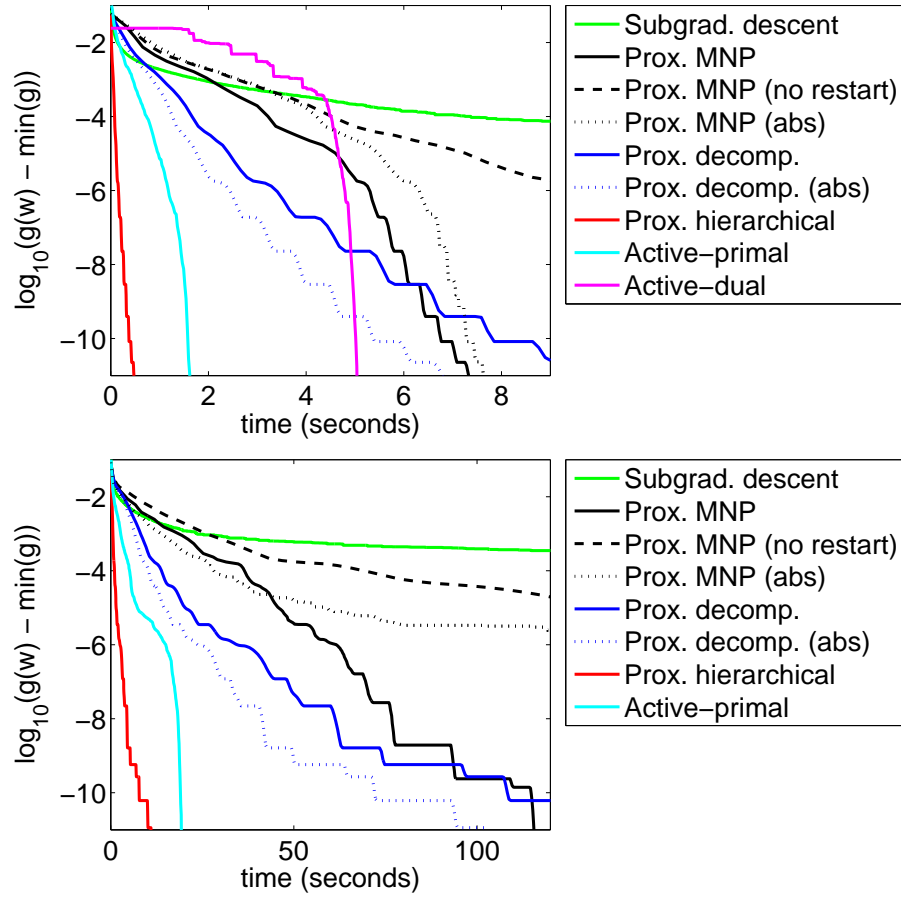 −2
−4
−6
−8
−10
0 2 4 6 8
time (seconds)
log10(g(w) − min(g))
Subgrad. descent
Prox. MNP
Prox. MNP (no restart)
Prox. MNP (abs)
Prox. decomp.
Prox. decomp. (abs)
Prox. hierarchical
Active−primal
Active−dual
−2
−4
−6
−8
−10
0 50 100
time (seconds)
log10(g(w) − min(g))
Subgrad. descent
Prox. MNP
Prox. MNP (no restart)
Prox. MNP (abs)
Prox. decomp.
Prox. decomp. (abs)
Prox. hierarchical
Active−primal